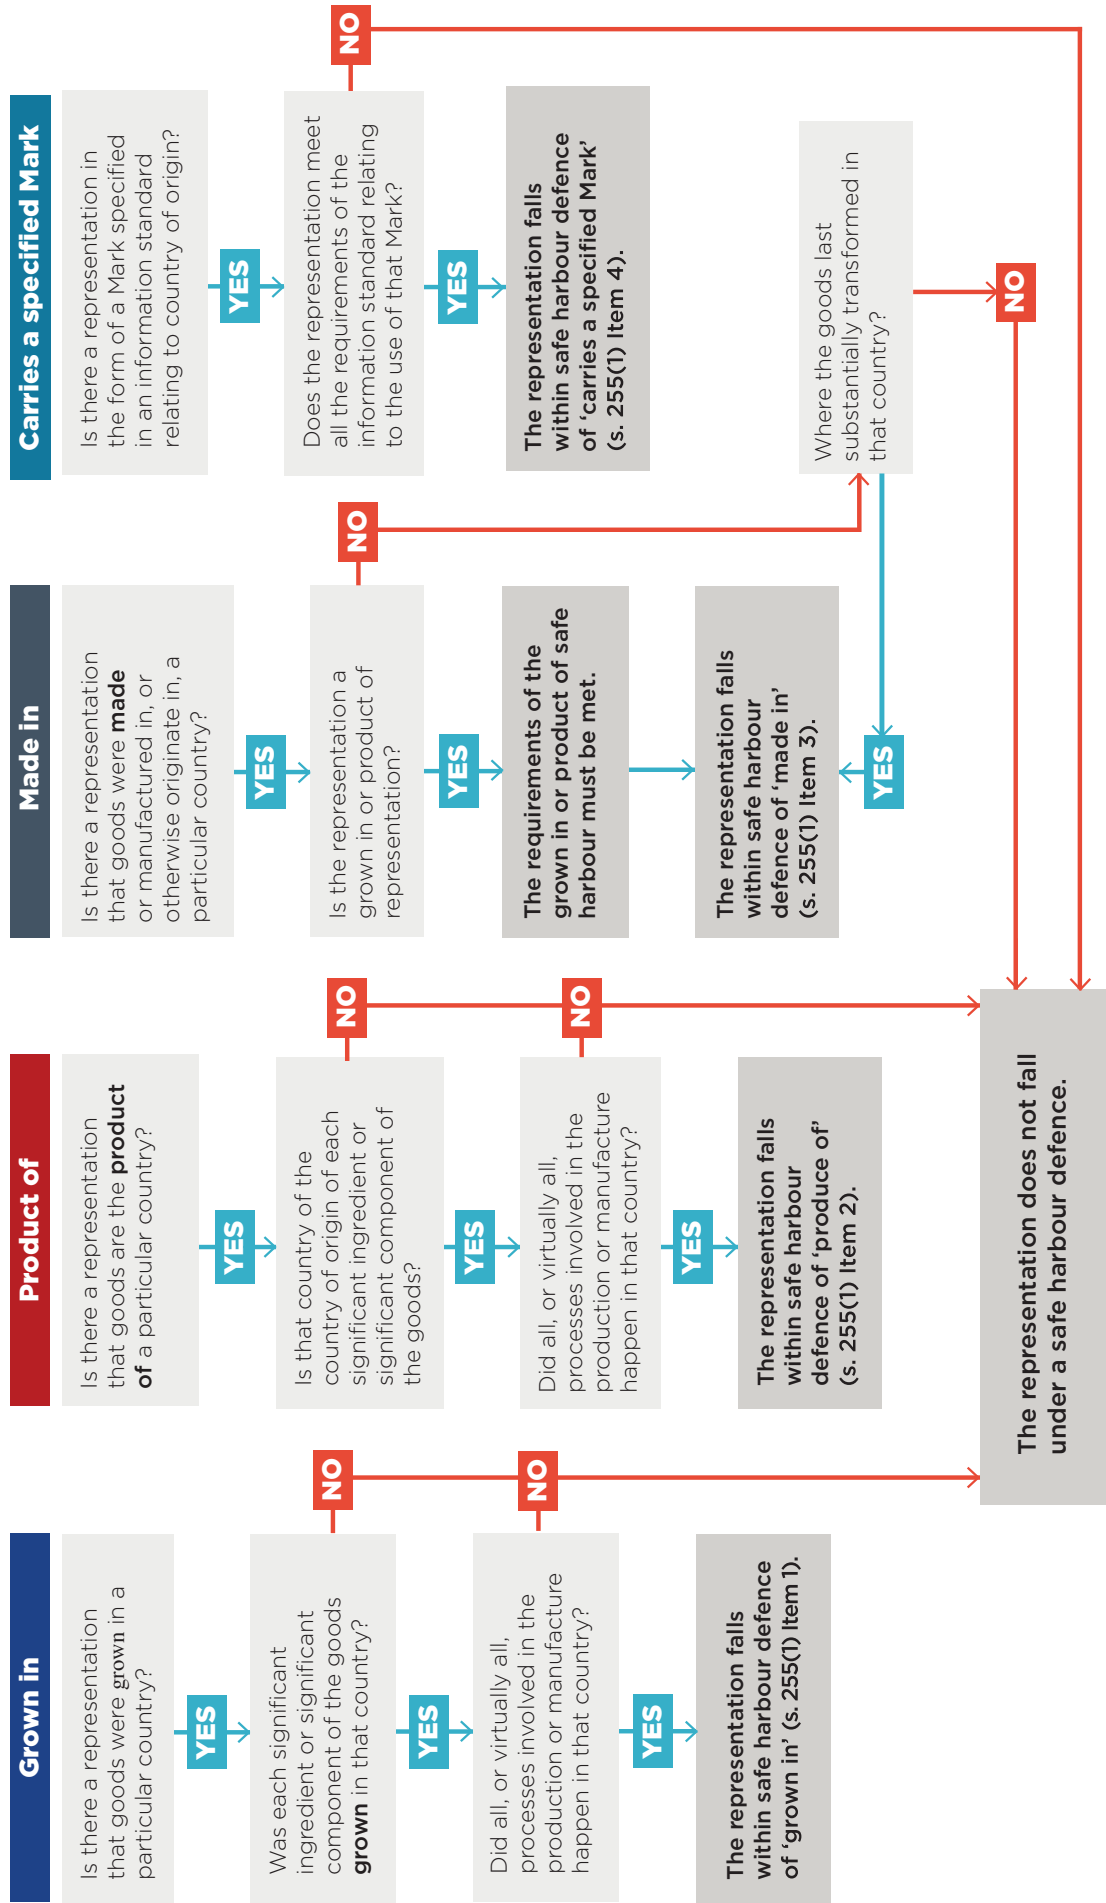 Grown in
Is there a representation
that goods were grown in a
particular country?
YES
Was each significant
ingredient or significant
component of the goods
grown in that country?
NO
YES
Did all, or virtually all,
processes involved in the
production or manufacture
happen in that country?
NO
YES
The representation falls
within safe harbour defence
of ‘grown in’ (s. 255(1) Item 1).
Product of
Is there a representation
that goods are the product
of a particular country?
YES
Is that country of the
country of origin of each
significant ingredient or
significant component of
the goods?
NO
YES
Did all, or virtually all,
processes involved in the
production or manufacture
happen in that country?
NO
YES
The representation falls
within safe harbour
defence of ‘produce of’
(s. 255(1) Item 2).
Made in
Is there a representation
that goods were made
or manufactured in, or
otherwise originate in, a
particular country?
YES
Is the representation a
grown in or product of
representation?
NO
YES
The requirements of the
grown in or product of safe
harbour must be met.
The representation falls
within safe harbour
defence of ‘made in’
(s. 255(1) Item 3).
YES
Carries a specified Mark
Is there a representation in
the form of a Mark specified
in an information standard
relating to country of origin?
YES
Does the representation meet
all the requirements of the
information standard relating
to the use of that Mark?
NO
YES
The representation falls
within safe harbour defence
of ‘carries a specified Mark’
(s. 255(1) Item 4).
Where the goods last
substantially transformed in
that country?
NO
The representation does not fall
under a safe harbour defence.